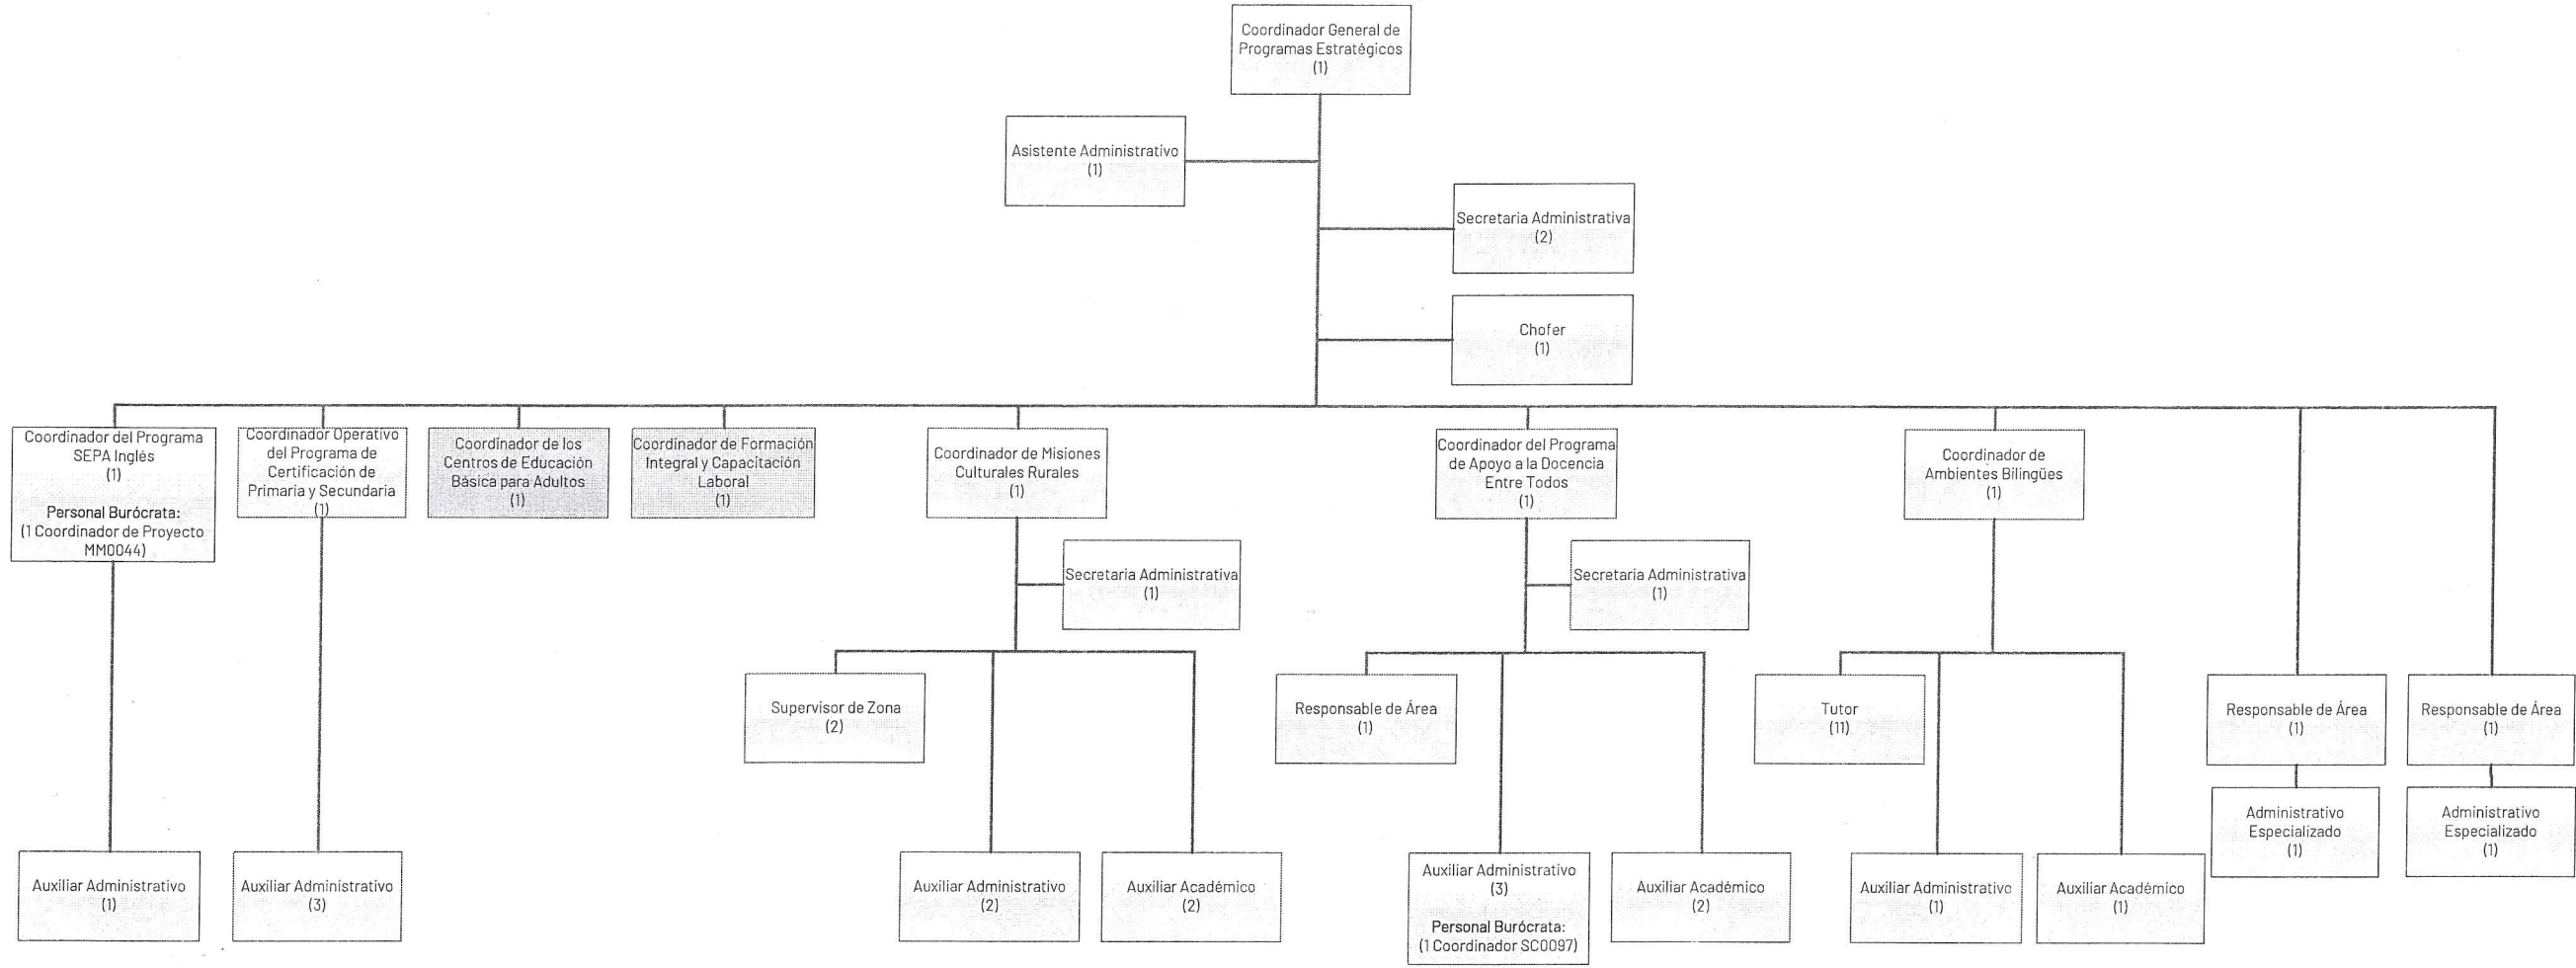 Coordinador General de
Programas Estratégicos
(1)
Asistente Administrativo
(1)
Secretaria Administrativa
(2)
Chofer
(1)
Coordinador del Programa
SEPA Inglés
(1)
Personal Burócrata:
(1 Coordinador de Proyecto
MM0044)
Coordinador Operativo
del Programa de
Certificación de
Primaria y Secundaria
(1)
Coordinador de los
Centros de Educación
Básica para Adultos
(1)
Coordinador de Formación
Integral y Capacitación
Laboral
(1)
Coordinador de Misiones
Culturales Rurales
(1)
Coordinador del Programa
de Apoyo a la Docencia
Entre Todos
(1)
Coordinador de
Ambientes Bilingües
(1)
Secretaria Administrativa
(1)
Secretaria Administrativa
(1)
Supervisor de Zona
(2)
Responsable de Área
(1)
Tutor
(11)
Responsable de Área
(1)
Responsable de Área
(1)
Administrativo
Especializado
(1)
Administrativo
Especializado
(1)
Auxiliar Administrativo
(1)
Auxiliar Administrativo
(3)
Auxiliar Administrativo
(2)
Auxiliar Académico
(2)
Auxiliar Administrativo
(3)
Personal Burócrata:
(1 Coordinador SC0097)
Auxiliar Académico
(2)
Auxiliar Administrativo
(1)
Auxiliar Académico
(1)